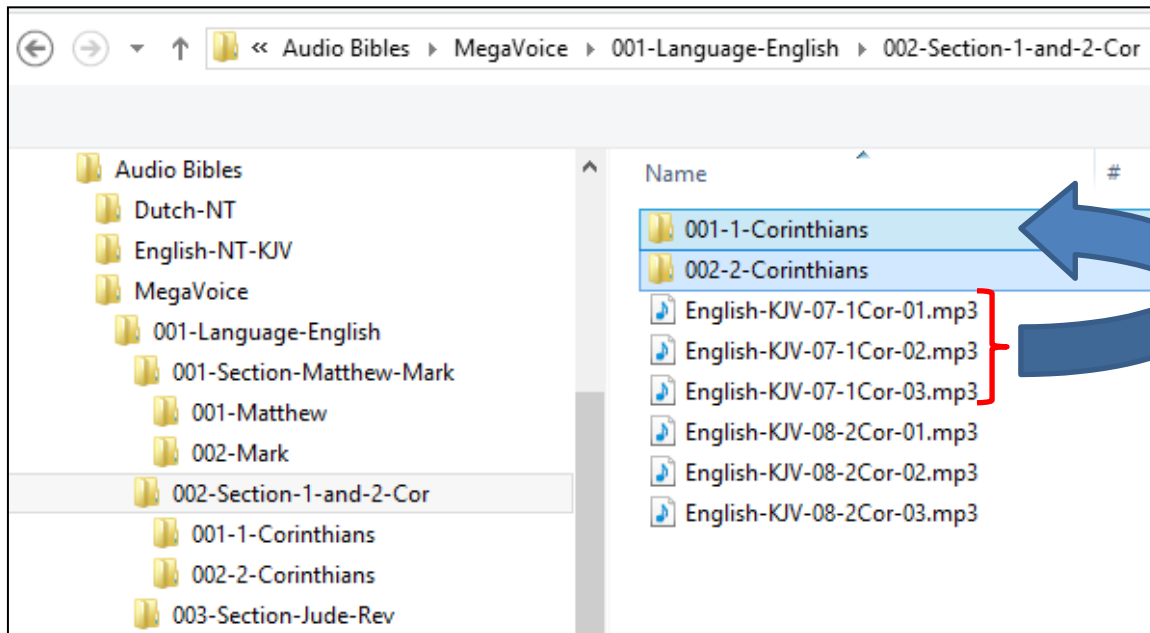 « Audio Bibles MegaVoice 001-Language-English 002-Section-1-and-2-Cor
Audio Bibles
Dutch-NT
English-NT-KJV
MegaVoice
001-Language-English
001-Section-Matthew-Mark
001-Matthew
002-Mark
002-Section-1-and-2-Cor
001-1-Corinthians
002-2-Corinthians
003-Section-Jude-Rev
Name #
001-1-Corinthians
002-2-Corinthians
English-KJV-07-1Cor-01.mp3
English-KJV-07-1Cor-02.mp3
English-KJV-07-1Cor-03.mp3
English-KJV-08-2Cor-01.mp3
English-KJV-08-2Cor-02.mp3
English-KJV-08-2Cor-03.mp3